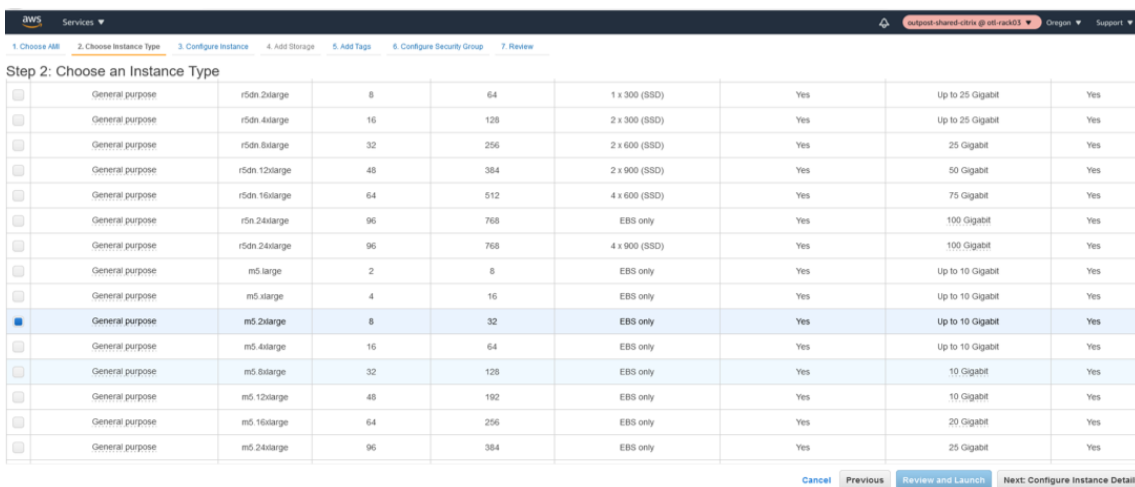 aws Services ▼ outpost-shared-citrix @ otl-rack03 ▼ Oregon ▼ Support ▼
1. Choose AMI 2. Choose Instance Type 3. Configure Instance 4. Add Storage 5. Add Tags 6. Configure Security Group 7. Review
Step 2: Choose an Instance Type
General purpose r5dn.2xlarge 8 64 1 x 300 (SSD) Yes Up to 25 Gigabit Yes
General purpose r5dn.4xlarge 16 128 2 x 300 (SSD) Yes Up to 25 Gigabit Yes
General purpose r5dn.8xlarge 32 256 2 x 600 (SSD) Yes 25 Gigabit Yes
General purpose r5dn.12xlarge 48 384 2 x 900 (SSD) Yes 50 Gigabit Yes
General purpose r5dn.16xlarge 64 512 4 x 600 (SSD) Yes 75 Gigabit Yes
General purpose r5n.24xlarge 96 768 EBS only Yes 100 Gigabit Yes
General purpose r5dn.24xlarge 96 768 4 x 900 (SSD) Yes 100 Gigabit Yes
General purpose m5.large 2 8 EBS only Yes Up to 10 Gigabit Yes
General purpose m5.xlarge 4 16 EBS only Yes Up to 10 Gigabit Yes
General purpose m5.2xlarge 8 32 EBS only Yes Up to 10 Gigabit Yes
General purpose m5.4xlarge 16 64 EBS only Yes Up to 10 Gigabit Yes
General purpose m5.8xlarge 32 128 EBS only Yes 10 Gigabit Yes
General purpose m5.12xlarge 48 192 EBS only Yes 10 Gigabit Yes
General purpose m5.16xlarge 64 256 EBS only Yes 20 Gigabit Yes
General purpose m5.24xlarge 96 384 EBS only Yes 25 Gigabit Yes
Cancel Previous Review and Launch Next: Configure Instance Detail